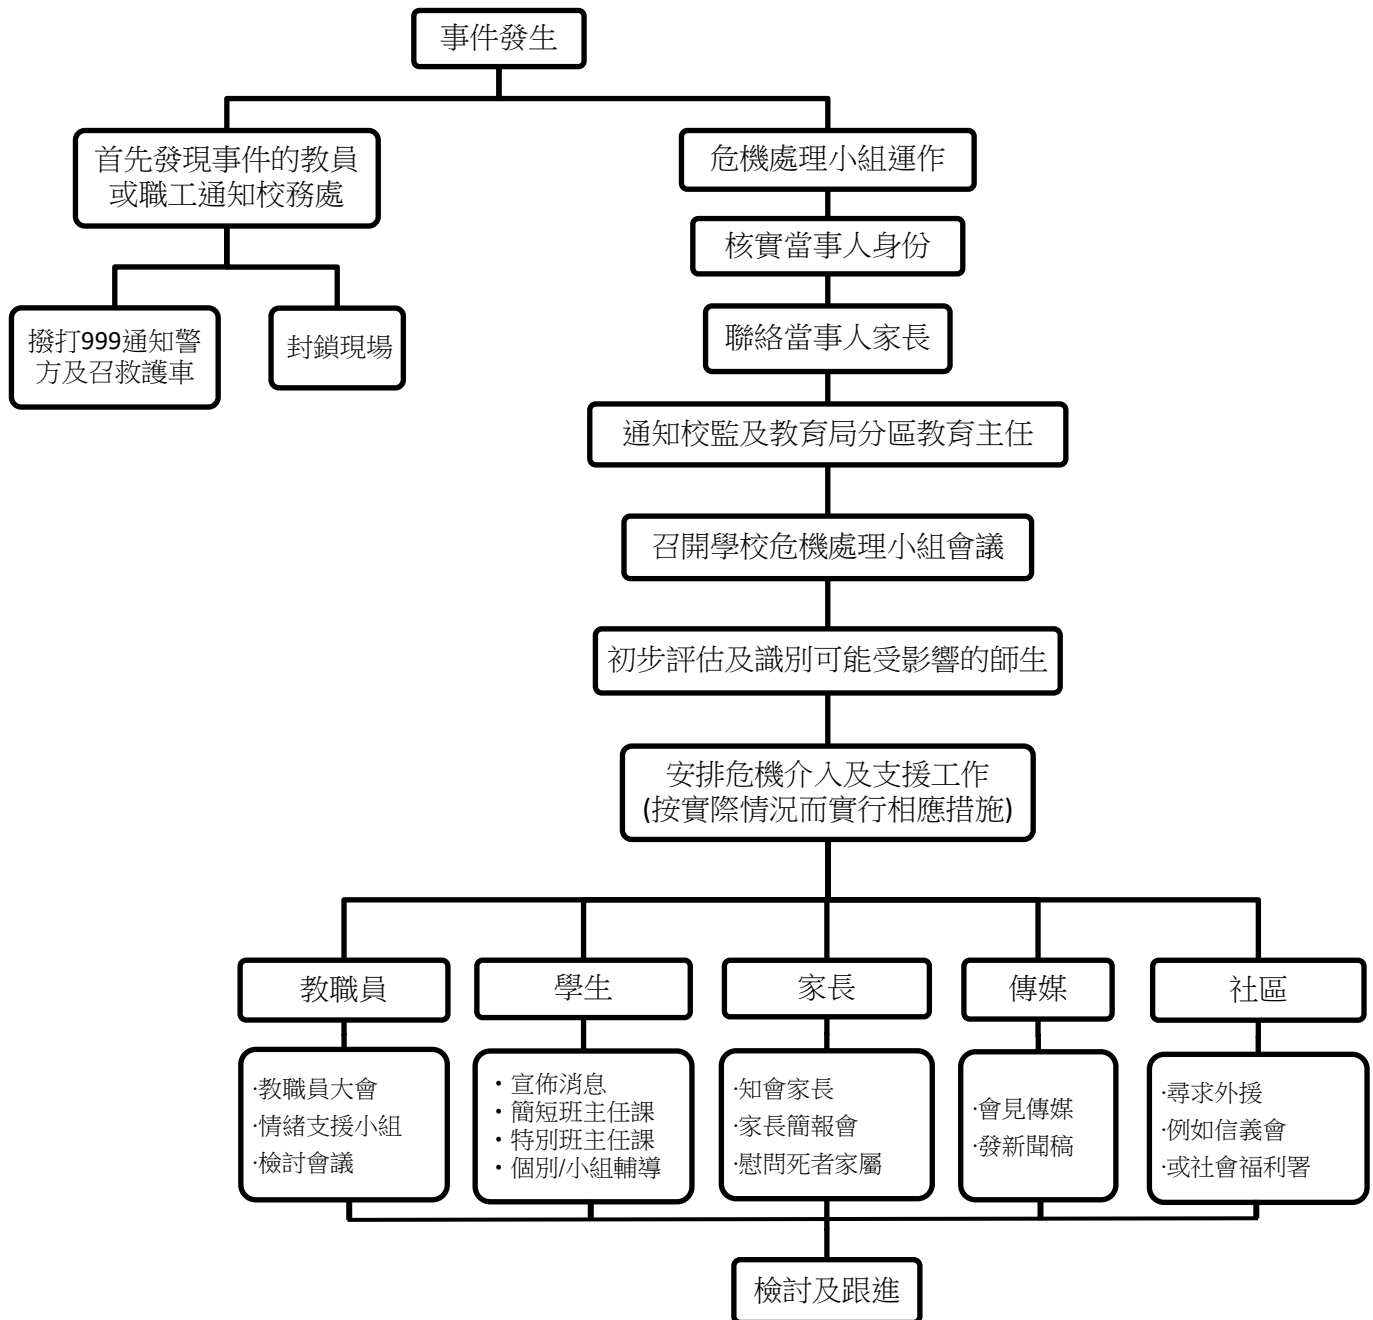 事件發生
首先發現事件的教員
或職工通知校務處
危機處理小組運作
核實當事人身份
撥打999通知警
方及召救護車
封鎖現場
聯絡當事人家長
通知校監及教育局分區教育主任
召開學校危機處理小組會議
初步評估及識別可能受影響的師生
安排危機介入及支援工作
(按實際情況而實行相應措施)
教職員
學生
家長
傳媒
社區
·教職員大會
·情緒支援小組
·檢討會議
・宣佈消息
・簡短班主任課
・特別班主任課
・個別/小組輔導
·知會家長
·家長簡報會
·慰問死者家屬
·會見傳媒
·發新聞稿
·尋求外援
·例如信義會
·或社會福利署
檢討及跟進